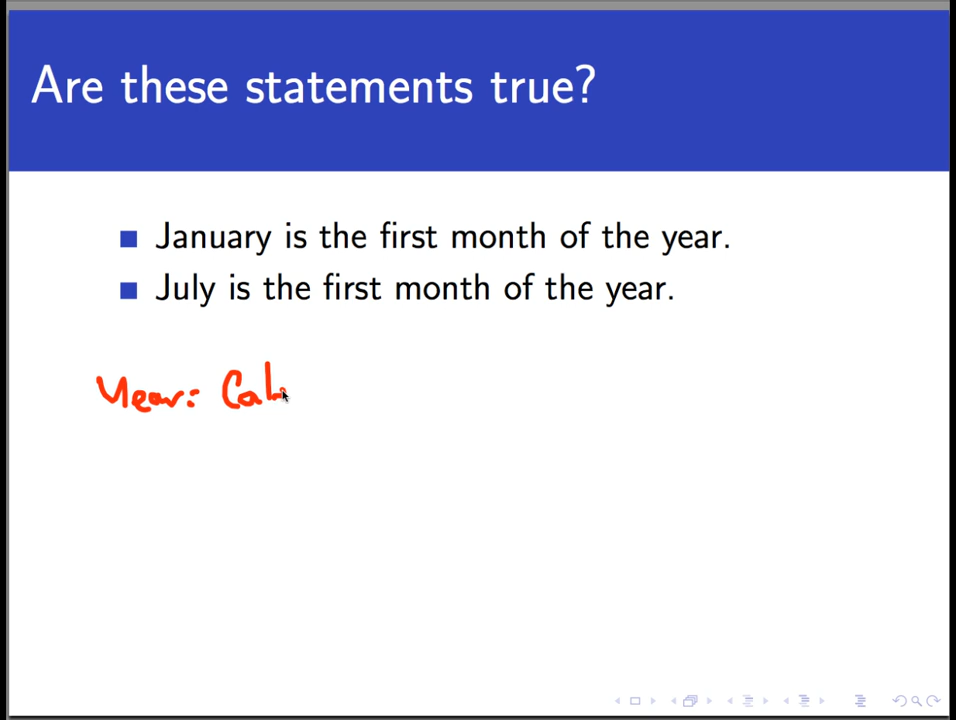 Are these statements true?
January is the first month of the year.
July is the first month of the year.
Year: Cal